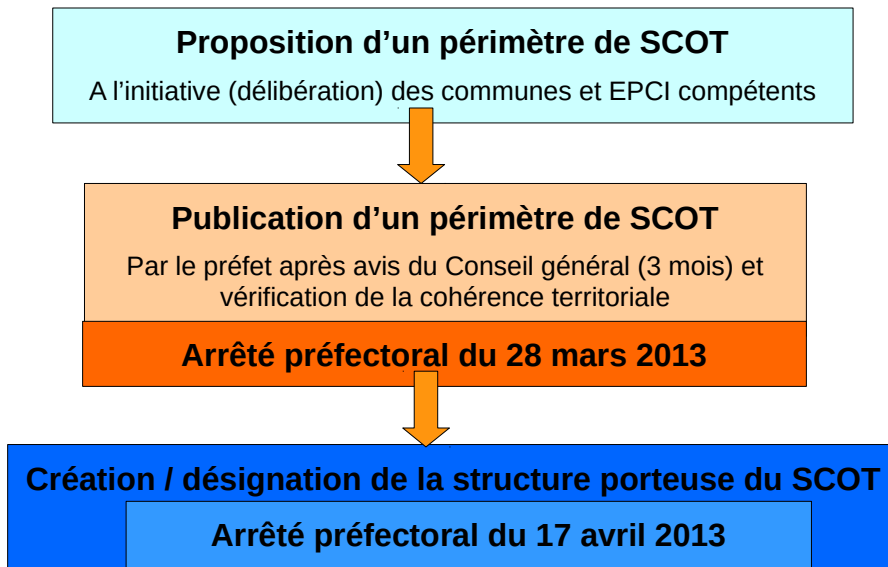 Proposition d’un périmètre de SCOT
A l’initiative (délibération) des communes et EPCI compétents
Publication d’un périmètre de SCOT
Par le préfet après avis du Conseil général (3 mois) et
vérification de la cohérence territoriale
Arrêté préfectoral du 28 mars 2013
Création / désignation de la structure porteuse du SCOT
Arrêté préfectoral du 17 avril 2013